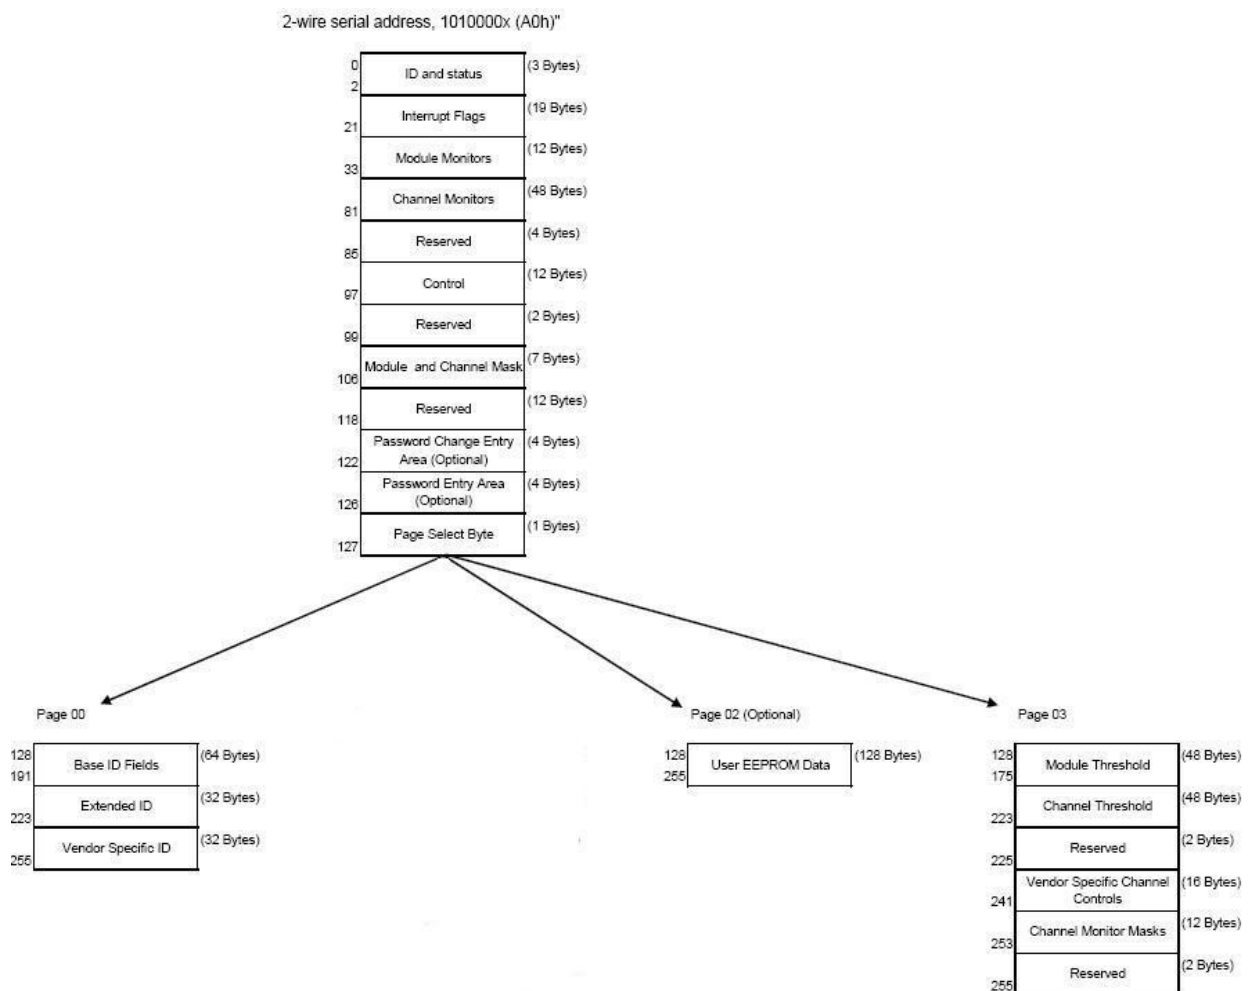 2-wire serial address, 1010000x (A0h)"
0
2
ID and status
(3 Bytes)
21
Interrupt Flags
(19 Bytes)
33
Module Monitors
(12 Bytes)
81
Channel Monitors
(48 Bytes)
85
Reserved
(4 Bytes)
97
Control
(12 Bytes)
99
Reserved
(2 Bytes)
106
Module and Channel Mask
(7 Bytes)
118
Reserved
(12 Bytes)
122
Password Change Entry
Area (Optional)
(4 Bytes)
126
Password Entry Area
(Optional)
(4 Bytes)
127
Page Select Byte
(1 Bytes)
Page 00
128
191
Base ID Fields
(64 Bytes)
223
Extended ID
(32 Bytes)
255
Vendor Specific ID
(32 Bytes)
Page 02 (Optional)
128
255
User EEPROM Data
(128 Bytes)
Page 03
128
175
Module Threshold
(48 Bytes)
223
Channel Threshold
(48 Bytes)
225
Reserved
(2 Bytes)
241
Vendor Specific Channel
Controls
(16 Bytes)
253
Channel Monitor Masks
(12 Bytes)
255
Reserved
(2 Bytes)